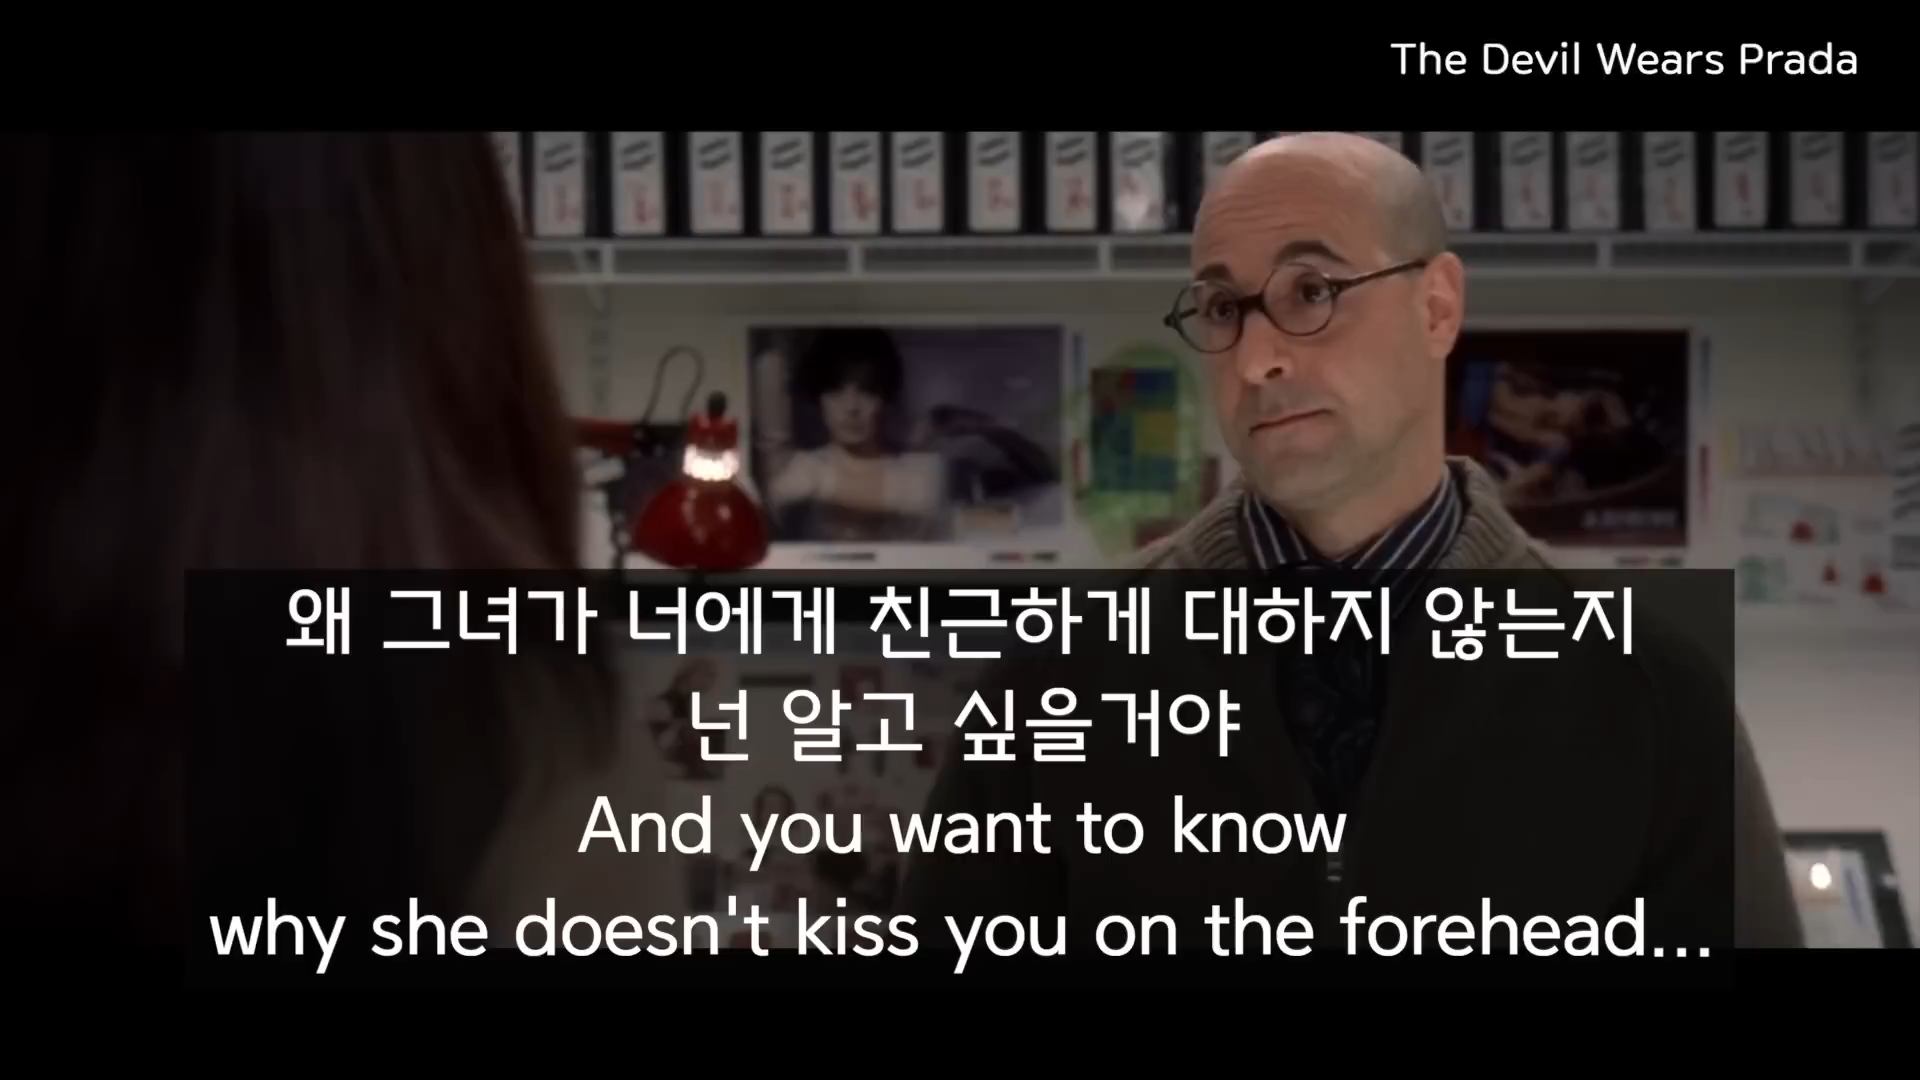 The Devil Wears Prada
왜 그녀가 너에게 친근하게 대하지 않는지
넌 알고 싶을거야
And you want to know
why she doesn't kiss you on the forehead...